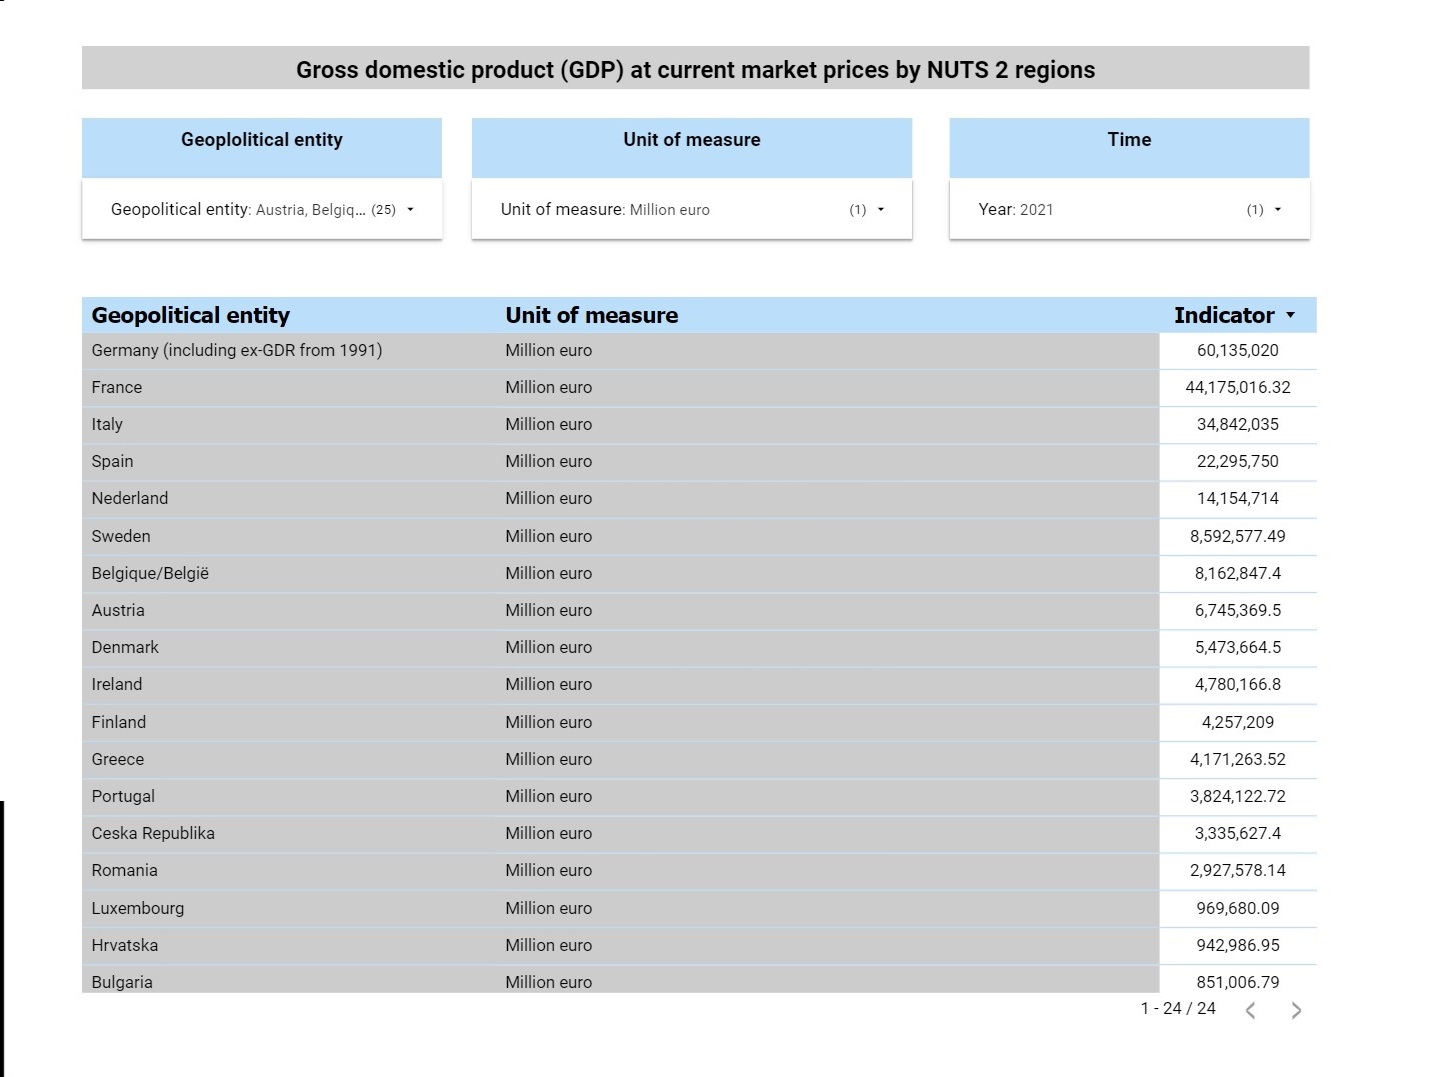 Gross domestic product (GDP) at current market prices by NUTS 2 regions
Geoplolitical entity
Unit of measure
Time
Geopolitical entity: Austria, Belgiq... (25)
Unit of measure: Million euro (1)
Year: 2021 (1)
Geopolitical entity Unit of measure Indicator
Germany (including ex-GDR from 1991) Million euro 60,135,020
France Million euro 44,175,016.32
Italy Million euro 34,842,035
Spain Million euro 22,295,750
Nederland Million euro 14,154,714
Sweden Million euro 8,592,577.49
Belgique/België Million euro 8,162,847.4
Austria Million euro 6,745,369.5
Denmark Million euro 5,473,664.5
Ireland Million euro 4,780,166.8
Finland Million euro 4,257,209
Greece Million euro 4,171,263.52
Portugal Million euro 3,824,122.72
Ceska Republika Million euro 3,335,627.4
Romania Million euro 2,927,578.14
Luxembourg Million euro 969,680.09
Hrvatska Million euro 942,986.95
Bulgaria Million euro 851,006.79
1 - 24 / 24